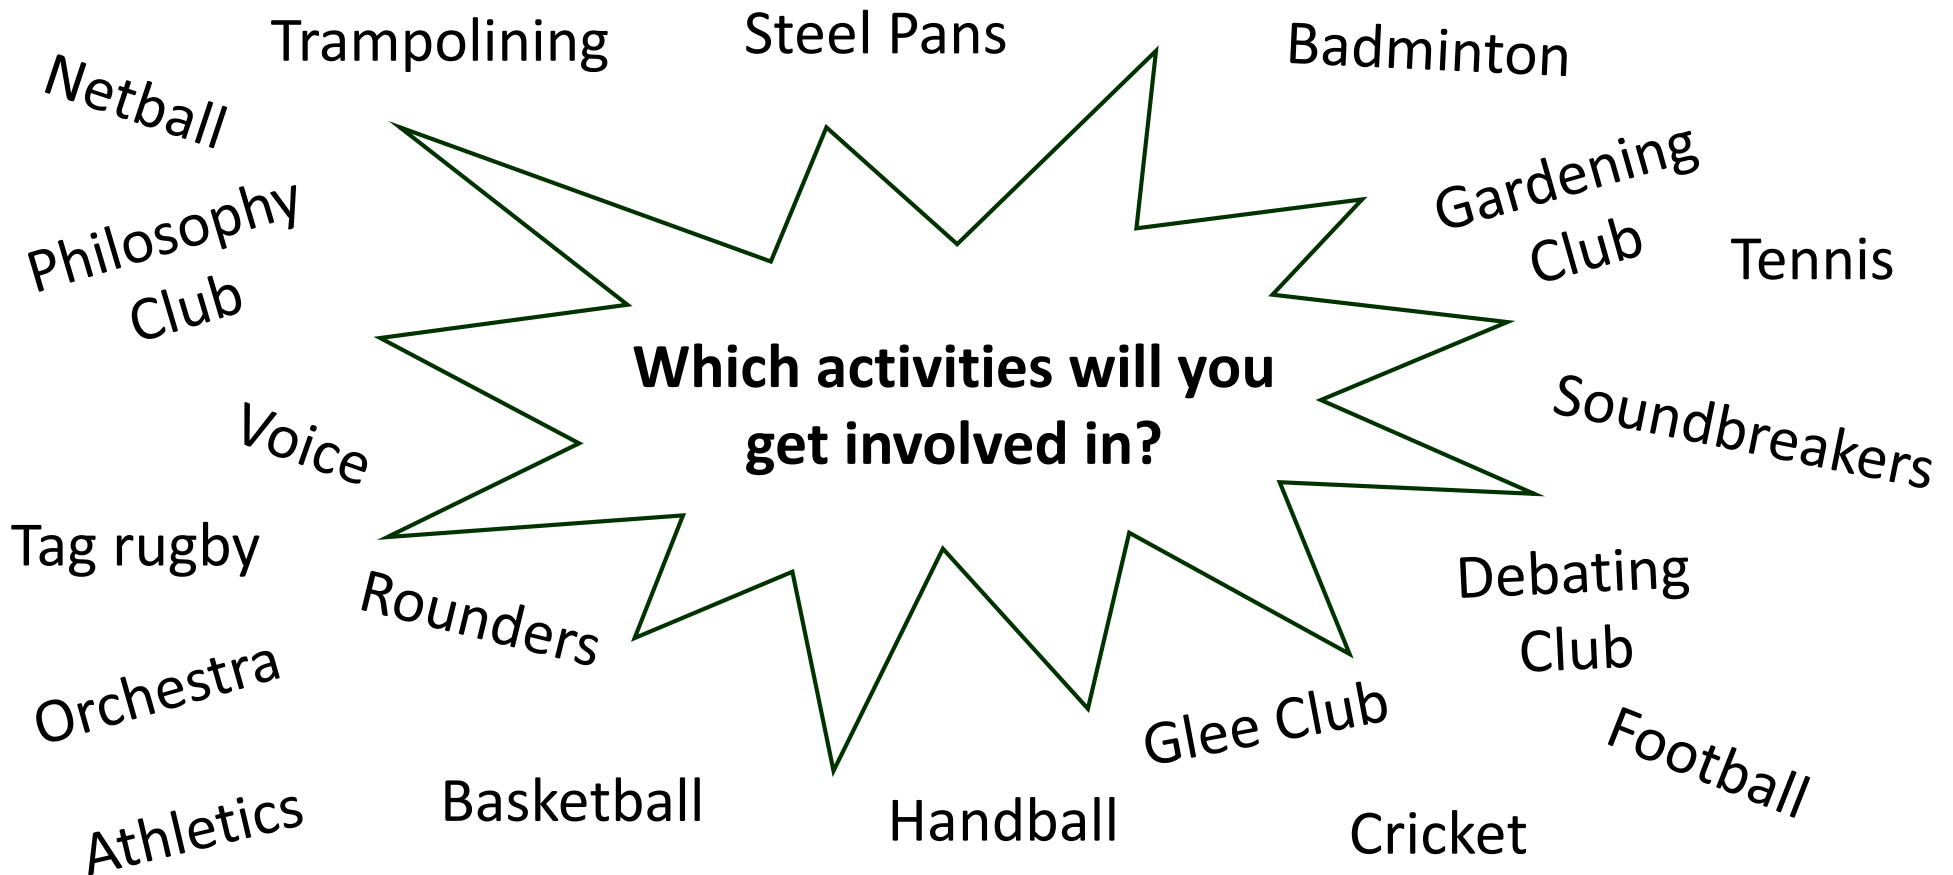 Trampolining
Steel Pans
Badminton
Netball
Gardening
Club
Philosophy
Club
Tennis
Which activities will you
get involved in?
Voice
Soundbreakers
Tag rugby
Rounders
Debating
Club
Orchestra
Glee Club
Football
Athletics
Basketball
Handball
Cricket